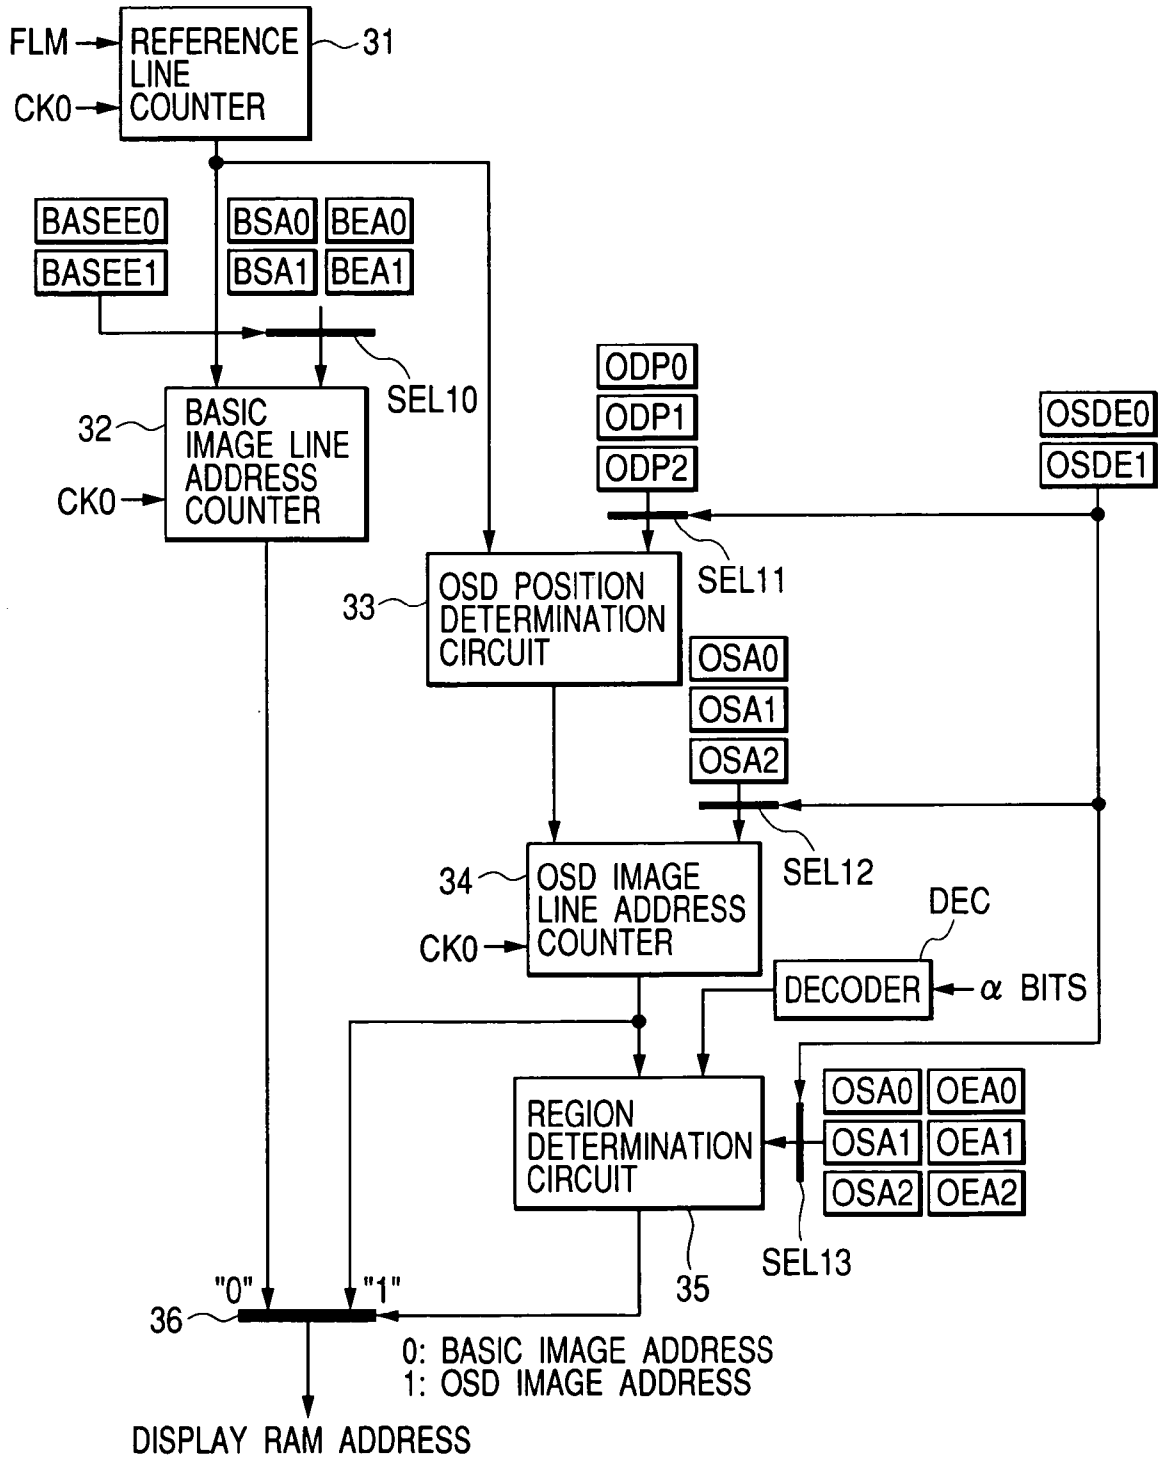 FLM
REFERENCE
LINE
COUNTER
31
CK0
BASEE0
BSA0 BEA0
BASEE1
BSA1 BEA1
SEL10
ODP0
ODP1
ODP2
OSDE0
OSDE1
32
BASIC
IMAGE LINE
ADDRESS
COUNTER
CK0
SEL11
33
OSD POSITION
DETERMINATION
CIRCUIT
OSA0
OSA1
OSA2
SEL12
34
OSD IMAGE
LINE ADDRESS
COUNTER
CK0
DEC
DECODER
α BITS
REGION
DETERMINATION
CIRCUIT
OSA0 OEA0
OSA1 OEA1
OSA2 OEA2
SEL13
35
"0" "1"
36
0: BASIC IMAGE ADDRESS
1: OSD IMAGE ADDRESS
DISPLAY RAM ADDRESS